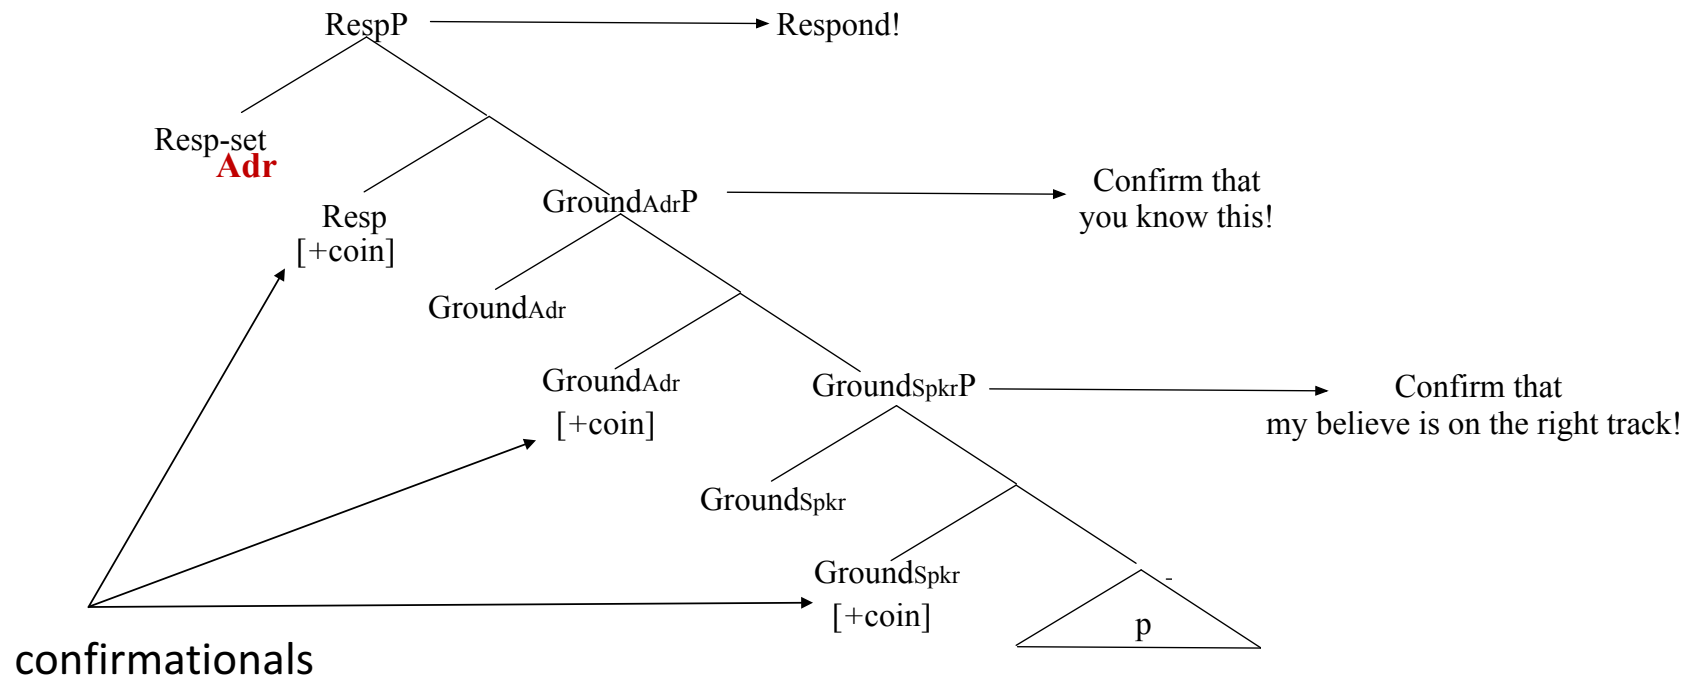 RespP
Respond!
Resp-set
Adr
Resp
[+coin]
GroundAdrP
Confirm that
you know this!
GroundAdr
GroundAdr
[+coin]
GroundSpkrP
Confirm that
my believe is on the right track!
GroundSpkr
GroundSpkr
[+coin]
-
p
confirmationals